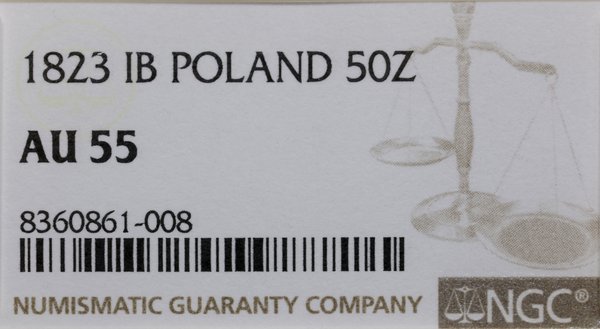 1823 IB POLAND 50Z
AU 55
8360861-008
NUMISMATIC GUARANTY COMPANY
NGC®